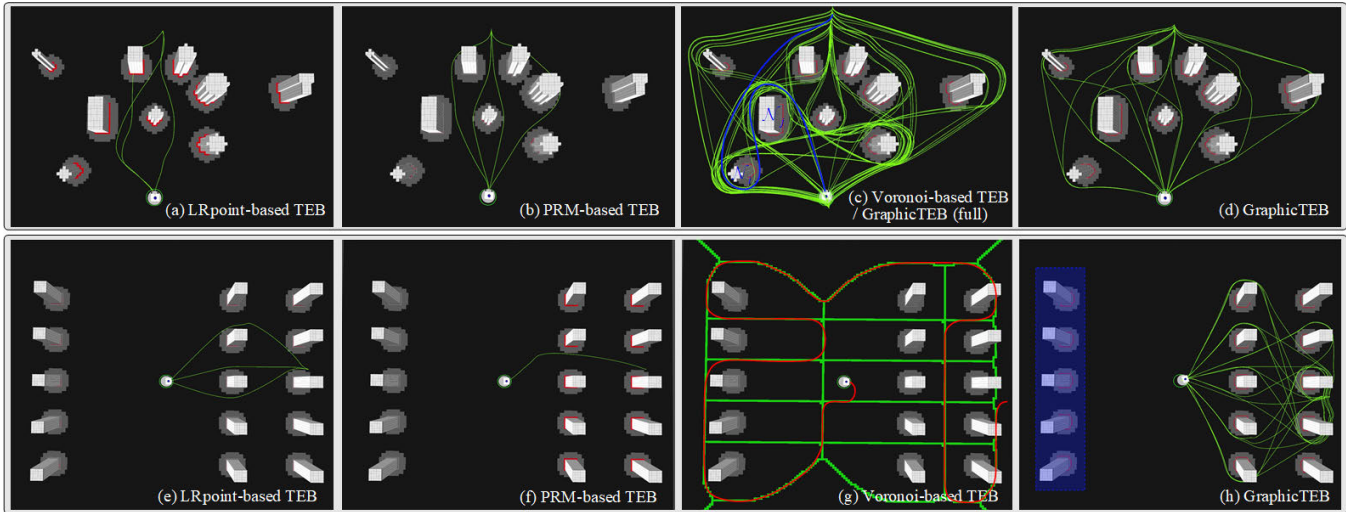 (a) LRpoint-based TEB
(b) PRM-based TEB
(c) Voronoi-based TEB
/ GraphicTEB (full)
(d) GraphicTEB
(e) LRpoint-based TEB
(f) PRM-based TEB
(g) Voronoi-based TEB
(h) GraphicTEB